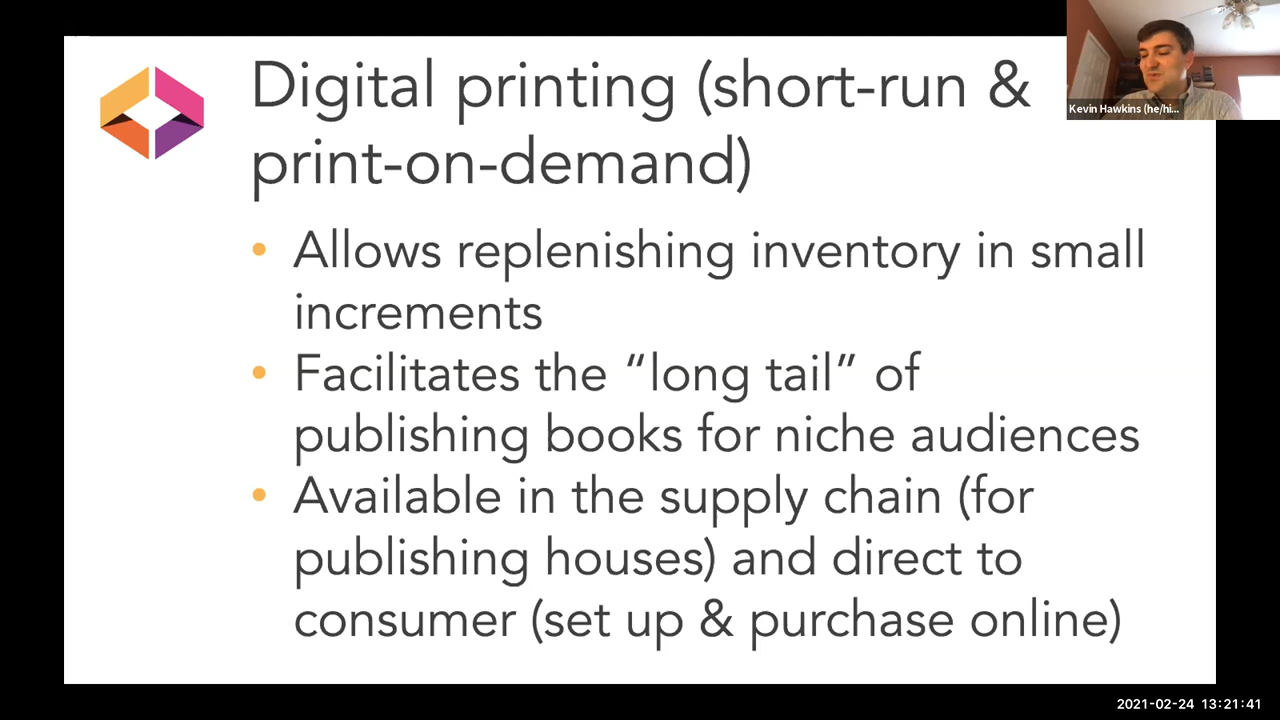 Digital printing (short-run &
print-on-demand)
• Allows replenishing inventory in small
increments
• Facilitates the “long tail” of
publishing books for niche audiences
• Available in the supply chain (for
publishing houses) and direct to
consumer (set up & purchase online)
Kevin Hawkins (he/hi...
2021-02-24 13:21:41